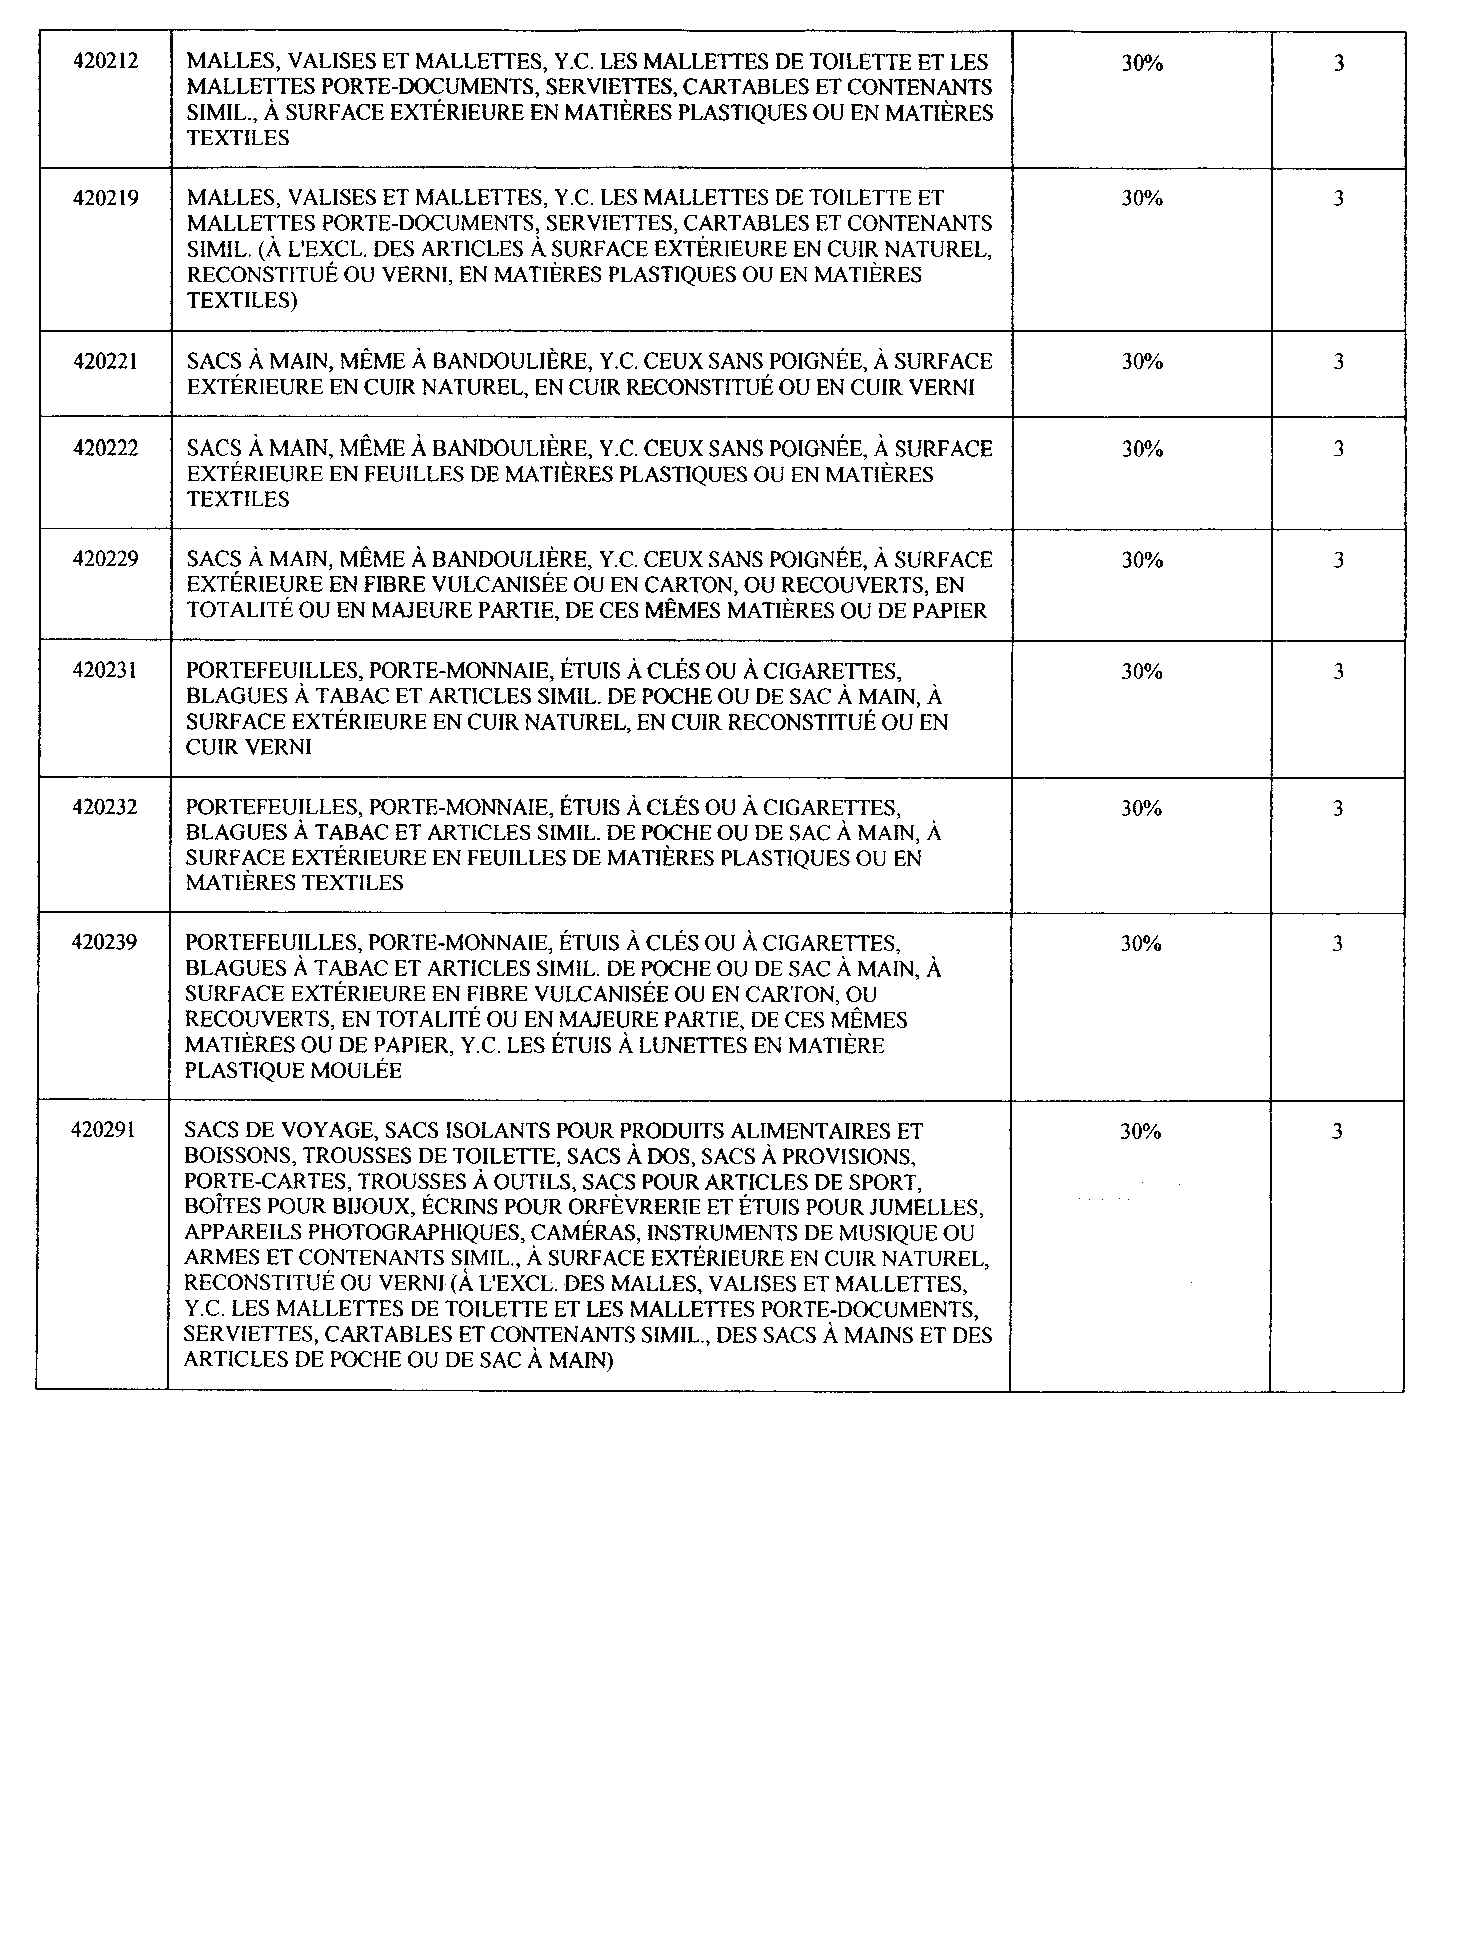 420212 MALLES, VALISES ET MALLETTES, Y.C. LES MALLETTES DE TOILETTE ET LES 30% 3
MALLETTES PORTE-DOCUMENTS, SERVIETTES, CARTABLES ET CONTENANTS
SIMIL., À SURFACE EXTÉRIEURE EN MATIÈRES PLASTIQUES OU EN MATIÈRES
TEXTILES
420219 MALLES, VALISES ET MALLETTES, Y.C. LES MALLETTES DE TOILETTE ET 30% 3
MALLETTES PORTE-DOCUMENTS, SERVIETTES, CARTABLES ET CONTENANTS
SIMIL. (À L'EXCL. DES ARTICLES À SURFACE EXTÉRIEURE EN CUIR NATUREL,
RECONSTITUÉ OU VERNI, EN MATIÈRES PLASTIQUES OU EN MATIÈRES
TEXTILES)
420221 SACS À MAIN, MÊME À BANDOULIÈRE, Y.C. CEUX SANS POIGNÉE, À SURFACE 30% 3
EXTÉRIEURE EN CUIR NATUREL, EN CUIR RECONSTITUÉ OU EN CUIR VERNI
420222 SACS À MAIN, MÊME À BANDOULIÈRE, Y.C. CEUX SANS POIGNÉE, À SURFACE 30% 3
EXTÉRIEURE EN FEUILLES DE MATIÈRES PLASTIQUES OU EN MATIÈRES
TEXTILES
420229 SACS À MAIN, MÊME À BANDOULIÈRE, Y.C. CEUX SANS POIGNÉE, À SURFACE 30% 3
EXTÉRIEURE EN FIBRE VULCANISÉE OU EN CARTON, OU RECOUVERTS, EN
TOTALITÉ OU EN MAJEURE PARTIE, DE CES MÊMES MATIÈRES OU DE PAPIER
420231 PORTEFEUILLES, PORTE-MONNAIE, ÉTUIS À CLÉS OU À CIGARETTES, 30% 3
BLAGUES À TABAC ET ARTICLES SIMIL. DE POCHE OU DE SAC À MAIN, À
SURFACE EXTÉRIEURE EN CUIR NATUREL, EN CUIR RECONSTITUÉ OU EN
CUIR VERNI
420232 PORTEFEUILLES, PORTE-MONNAIE, ÉTUIS À CLÉS OU À CIGARETTES, 30% 3
BLAGUES À TABAC ET ARTICLES SIMIL. DE POCHE OU DE SAC À MAIN, À
SURFACE EXTÉRIEURE EN FEUILLES DE MATIÈRES PLASTIQUES OU EN
MATIÈRES TEXTILES
420239 PORTEFEUILLES, PORTE-MONNAIE, ÉTUIS À CLÉS OU À CIGARETTES, 30% 3
BLAGUES À TABAC ET ARTICLES SIMIL. DE POCHE OU DE SAC À MAIN, À
SURFACE EXTÉRIEURE EN FIBRE VULCANISÉE OU EN CARTON, OU
RECOUVERTS, EN TOTALITÉ OU EN MAJEURE PARTIE, DE CES MÊMES
MATIÈRES OU DE PAPIER, Y.C. LES ÉTUIS À LUNETTES EN MATIÈRE
PLASTIQUE MOULÉE
420291 SACS DE VOYAGE, SACS ISOLANTS POUR PRODUITS ALIMENTAIRES ET 30% 3
BOISSONS, TROUSSES DE TOILETTE, SACS À DOS, SACS À PROVISIONS,
PORTE-CARTES, TROUSSES À OUTILS, SACS POUR ARTICLES DE SPORT,
BOÎTES POUR BIJOUX, ÉCRINS POUR ORFÈVRERIE ET ÉTUIS POUR JUMELLES,
APPAREILS PHOTOGRAPHIQUES, CAMÉRAS, INSTRUMENTS DE MUSIQUE OU
ARMES ET CONTENANTS SIMIL., À SURFACE EXTÉRIEURE EN CUIR NATUREL,
RECONSTITUÉ OU VERNI (À L'EXCL. DES MALLES, VALISES ET MALLETTES,
Y.C. LES MALLETTES DE TOILETTE ET LES MALLETTES PORTE-DOCUMENTS,
SERVIETTES, CARTABLES ET CONTENANTS SIMIL., DES SACS À MAINS ET DES
ARTICLES DE POCHE OU DE SAC À MAIN)